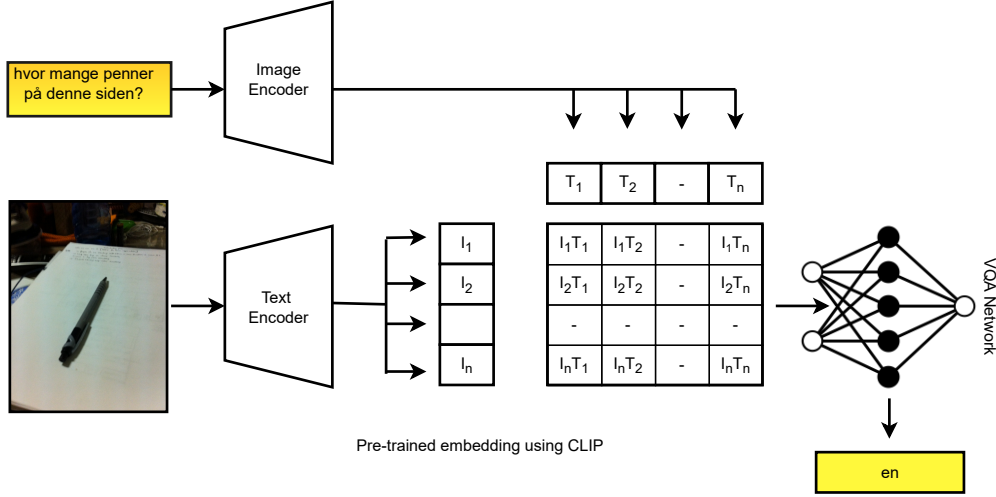 hvor mange penner
på denne siden?
Image
Encoder
T₁ T₂ - Tₙ
Text
Encoder
I₁
I₂
Iₙ
I₁T₁ I₁T₂ - I₁Tₙ
I₂T₁ I₂T₂ - I₂Tₙ
- - - -
IₙT₁ IₙT₂ - IₙTₙ
VQA Network
Pre-trained embedding using CLIP
en